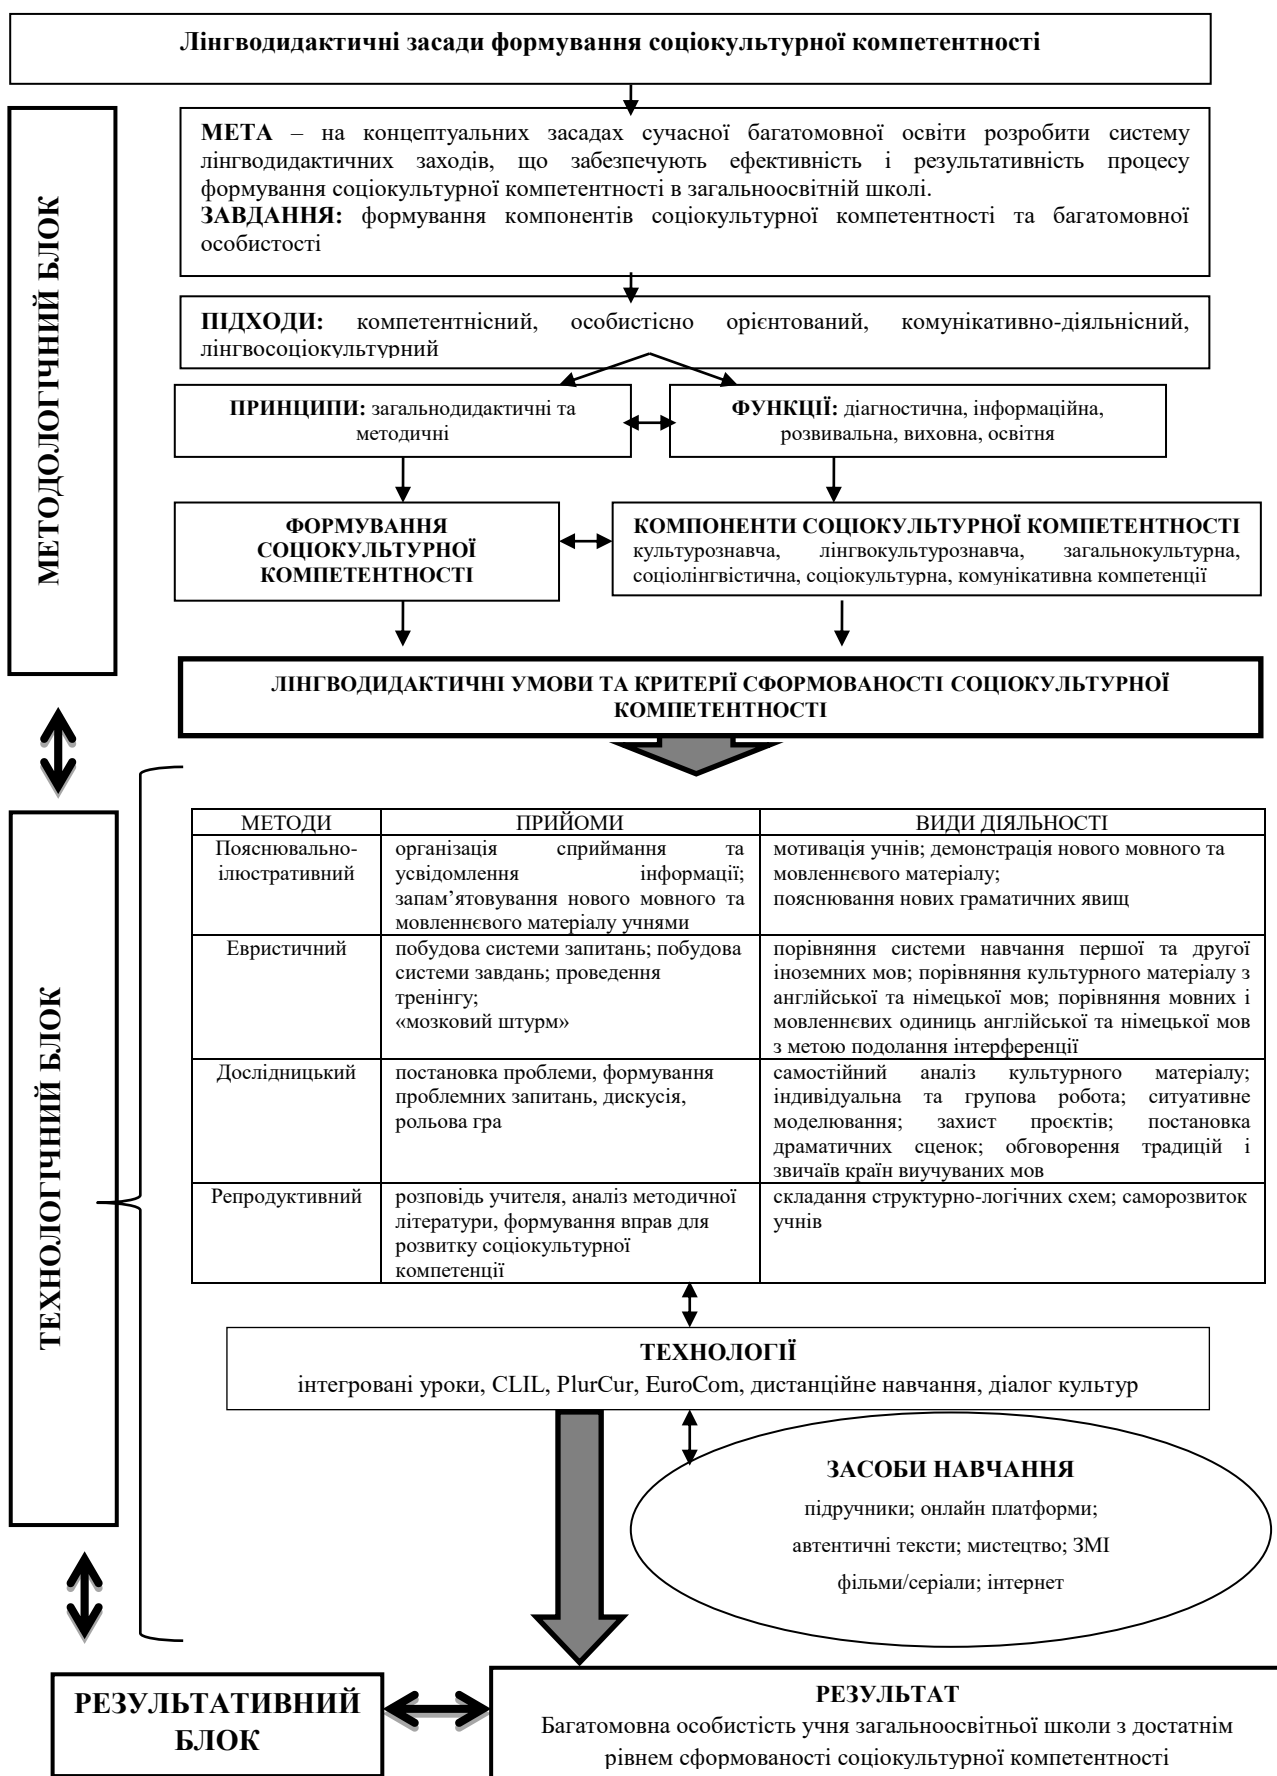 Лінгводидактичні засади формування соціокультурної компетентності
МЕТОДОЛОГІЧНИЙ БЛОК
МЕТА – на концептуальних засадах сучасної багатомовної освіти розробити систему
лінгводидактичних заходів, що забезпечують ефективність і результативність процесу
формування соціокультурної компетентності в загальноосвітній школі.
ЗАВДАННЯ: формування компонентів соціокультурної компетентності та багатомовної
особистості
ПІДХОДИ: компетентнісний, особистісно орієнтований, комунікативно-діяльнісний,
лінгвосоціокультурний
ПРИНЦИПИ: загальнодидактичні та
методичні
ФУНКЦІЇ: діагностична, інформаційна,
розвивальна, виховна, освітня
ФОРМУВАННЯ
СОЦІОКУЛЬТУРНОЇ
КОМПЕТЕНТНОСТІ
КОМПОНЕНТИ СОЦІОКУЛЬТУРНОЇ КОМПЕТЕНТНОСТІ
культурознавча, лінгвокультурознавча, загальнокультурна,
соціолінгвістична, соціокультурна, комунікативна компетенції
ЛІНГВОДИДАКТИЧНІ УМОВИ ТА КРИТЕРІЇ СФОРМОВАНОСТІ СОЦІОКУЛЬТУРНОЇ
КОМПЕТЕНТНОСТІ
ТЕХНОЛОГІЧНИЙ БЛОК
МЕТОДИ
ПРИЙОМИ
ВИДИ ДІЯЛЬНОСТІ
Пояснювально-
ілюстративний
організація сприймання та
усвідомлення інформації;
запам’ятовування нового мовного та
мовленнєвого матеріалу учнями
мотивація учнів; демонстрація нового мовного та
мовленнєвого матеріалу;
пояснювання нових граматичних явищ
Евристичний
побудова системи запитань; побудова
системи завдань; проведення
тренінгу;
«мозковий штурм»
порівняння системи навчання першої та другої
іноземних мов; порівняння культурного матеріалу з
англійської та німецької мов; порівняння мовних і
мовленнєвих одиниць англійської та німецької мов
з метою подолання інтерференції
Дослідницький
постановка проблеми, формування
проблемних запитань, дискусія,
рольова гра
самостійний аналіз культурного матеріалу;
індивідуальна та групова робота; ситуативне
моделювання; захист проєктів; постановка
драматичних сценок; обговорення традицій і
звичаїв країн виучуваних мов
Репродуктивний
розповідь учителя, аналіз методичної
літератури, формування вправ для
розвитку соціокультурної
компетенції
складання структурно-логічних схем; саморозвиток
учнів
ТЕХНОЛОГІЇ
інтегровані уроки, CLIL, PlurCur, EuroCom, дистанційне навчання, діалог культур
ЗАСОБИ НАВЧАННЯ
підручники; онлайн платформи;
автентичні тексти; мистецтво; ЗМІ
фільми/серіали; інтернет
РЕЗУЛЬТАТИВНИЙ
БЛОК
РЕЗУЛЬТАТ
Багатомовна особистість учня загальноосвітньої школи з достатнім
рівнем сформованості соціокультурної компетентності